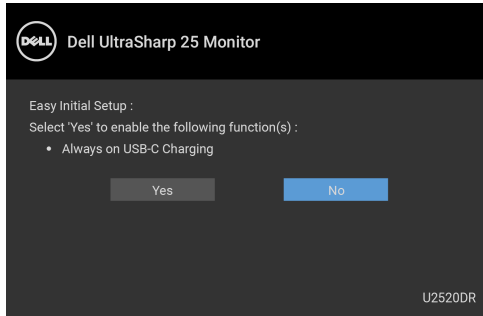 DELL Dell UltraSharp 25 Monitor
Easy Initial Setup :
Select 'Yes' to enable the following function(s) :
• Always on USB-C Charging
Yes No
U2520DR